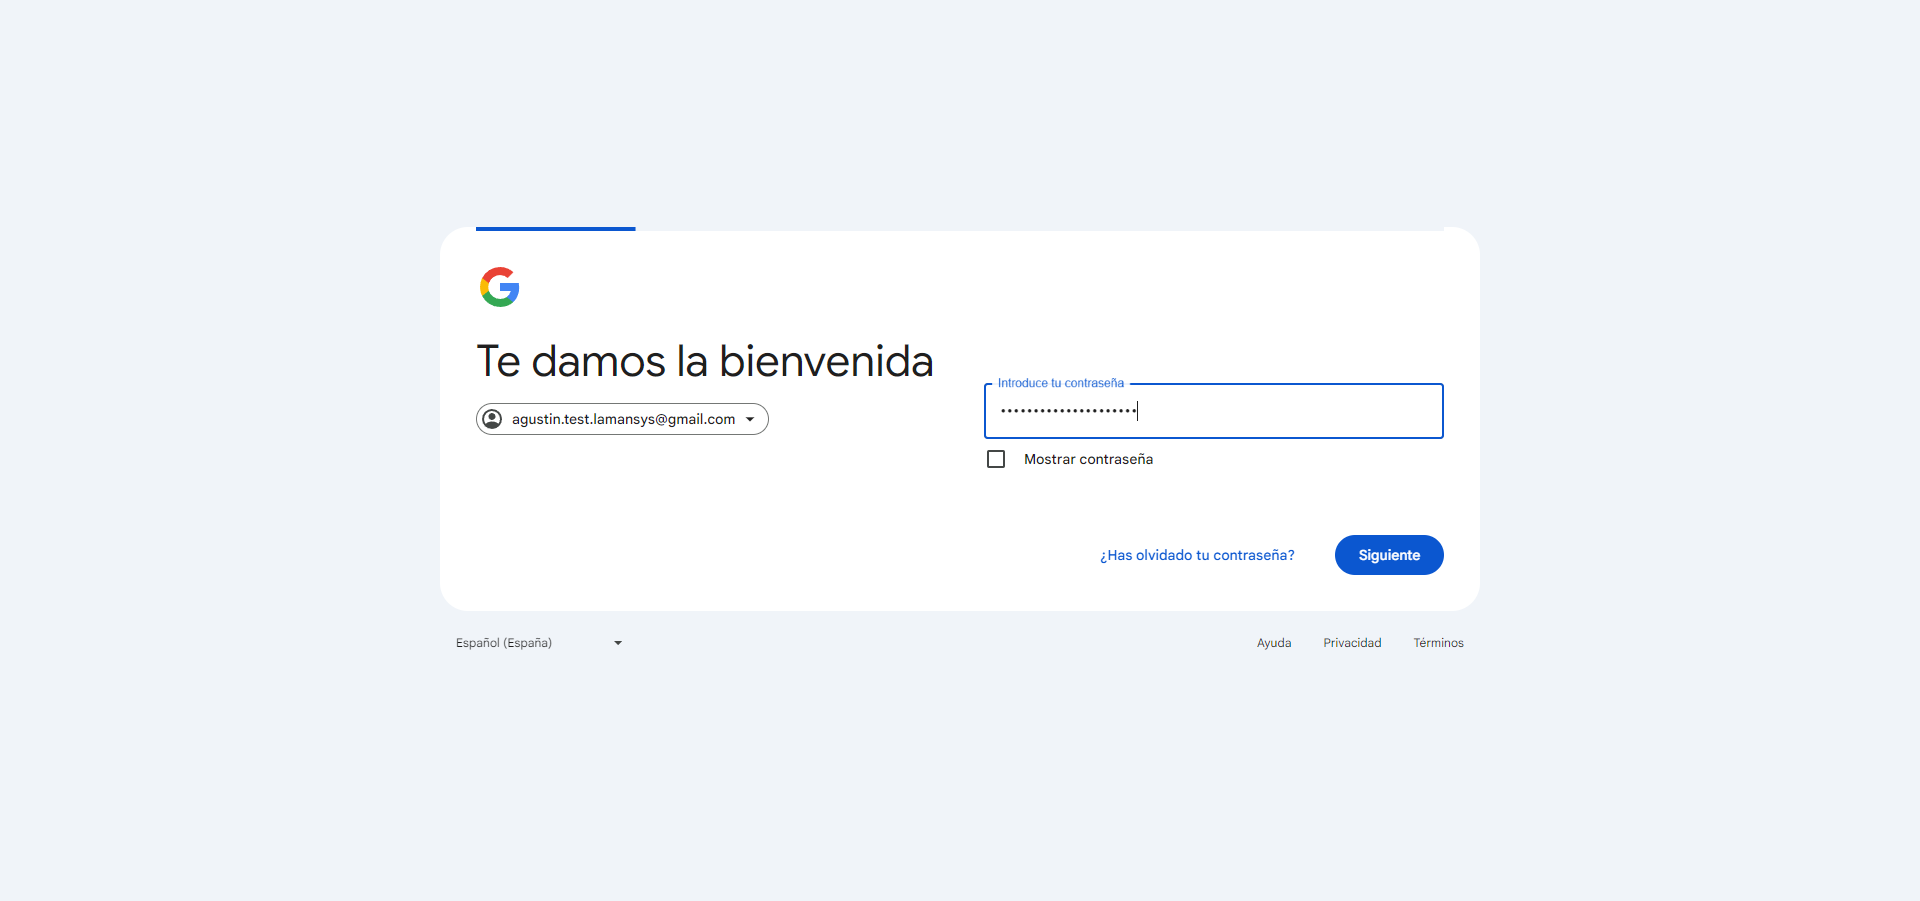 Te damos la bienvenida
agustin.test.lamansys@gmail.com
Introduce tu contraseña
•••••••••••••••••••••
Mostrar contraseña
¿Has olvidado tu contraseña?
Siguiente
Español (España)
Ayuda
Privacidad
Términos